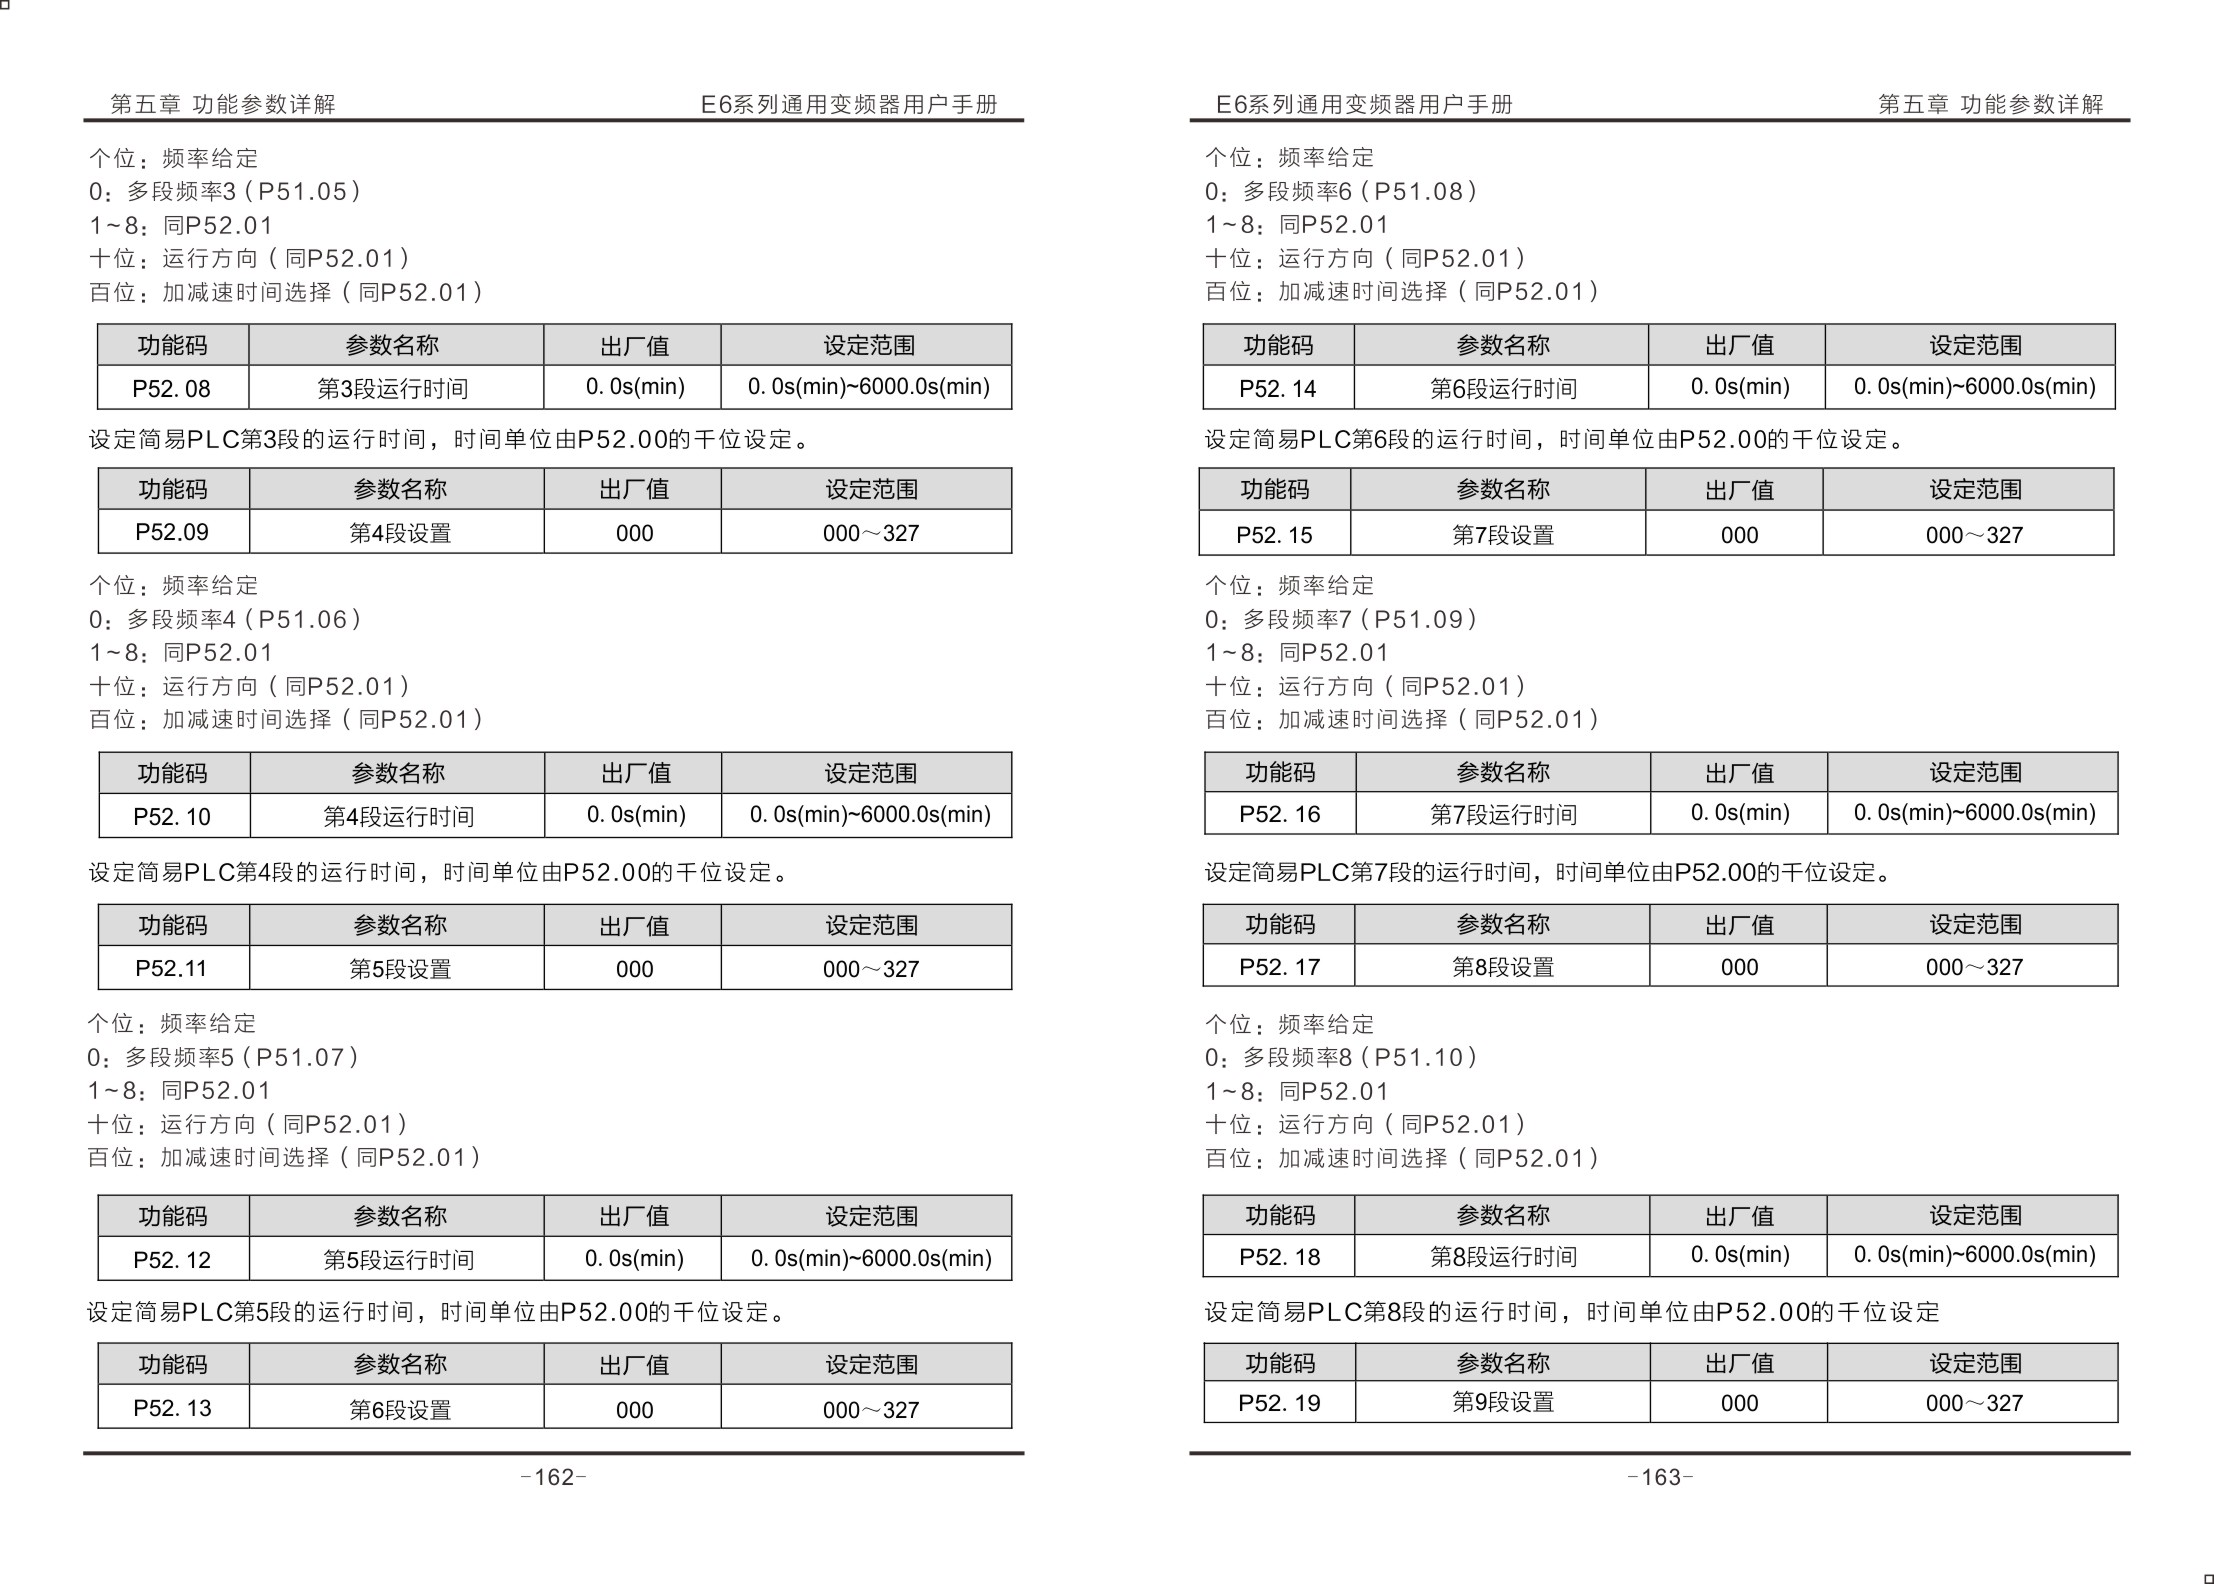 第五章 功能参数详解 E6系列通用变频器用户手册
个位：频率给定
0：多段频率3（P51.05）
1~8：同P52.01
十位：运行方向（同P52.01）
百位：加减速时间选择（同P52.01）
功能码 参数名称 出厂值 设定范围
P52. 08 第3段运行时间 0. 0s(min) 0. 0s(min)~6000.0s(min)
设定简易PLC第3段的运行时间，时间单位由P52.00的千位设定。
功能码 参数名称 出厂值 设定范围
P52.09 第4段设置 000 000～327
个位：频率给定
0：多段频率4（P51.06）
1~8：同P52.01
十位：运行方向（同P52.01）
百位：加减速时间选择（同P52.01）
功能码 参数名称 出厂值 设定范围
P52. 10 第4段运行时间 0. 0s(min) 0. 0s(min)~6000.0s(min)
设定简易PLC第4段的运行时间，时间单位由P52.00的千位设定。
功能码 参数名称 出厂值 设定范围
P52.11 第5段设置 000 000～327
个位：频率给定
0：多段频率5（P51.07）
1~8：同P52.01
十位：运行方向（同P52.01）
百位：加减速时间选择（同P52.01）
功能码 参数名称 出厂值 设定范围
P52. 12 第5段运行时间 0. 0s(min) 0. 0s(min)~6000.0s(min)
设定简易PLC第5段的运行时间，时间单位由P52.00的千位设定。
功能码 参数名称 出厂值 设定范围
P52. 13 第6段设置 000 000～327
-162-
E6系列通用变频器用户手册 第五章 功能参数详解
个位：频率给定
0：多段频率6（P51.08）
1~8：同P52.01
十位：运行方向（同P52.01）
百位：加减速时间选择（同P52.01）
功能码 参数名称 出厂值 设定范围
P52. 14 第6段运行时间 0. 0s(min) 0. 0s(min)~6000.0s(min)
设定简易PLC第6段的运行时间，时间单位由P52.00的千位设定。
功能码 参数名称 出厂值 设定范围
P52. 15 第7段设置 000 000～327
个位：频率给定
0：多段频率7（P51.09）
1~8：同P52.01
十位：运行方向（同P52.01）
百位：加减速时间选择（同P52.01）
功能码 参数名称 出厂值 设定范围
P52. 16 第7段运行时间 0. 0s(min) 0. 0s(min)~6000.0s(min)
设定简易PLC第7段的运行时间，时间单位由P52.00的千位设定。
功能码 参数名称 出厂值 设定范围
P52. 17 第8段设置 000 000～327
个位：频率给定
0：多段频率8（P51.10）
1~8：同P52.01
十位：运行方向（同P52.01）
百位：加减速时间选择（同P52.01）
功能码 参数名称 出厂值 设定范围
P52. 18 第8段运行时间 0. 0s(min) 0. 0s(min)~6000.0s(min)
设定简易PLC第8段的运行时间，时间单位由P52.00的千位设定
功能码 参数名称 出厂值 设定范围
P52. 19 第9段设置 000 000～327
-163-